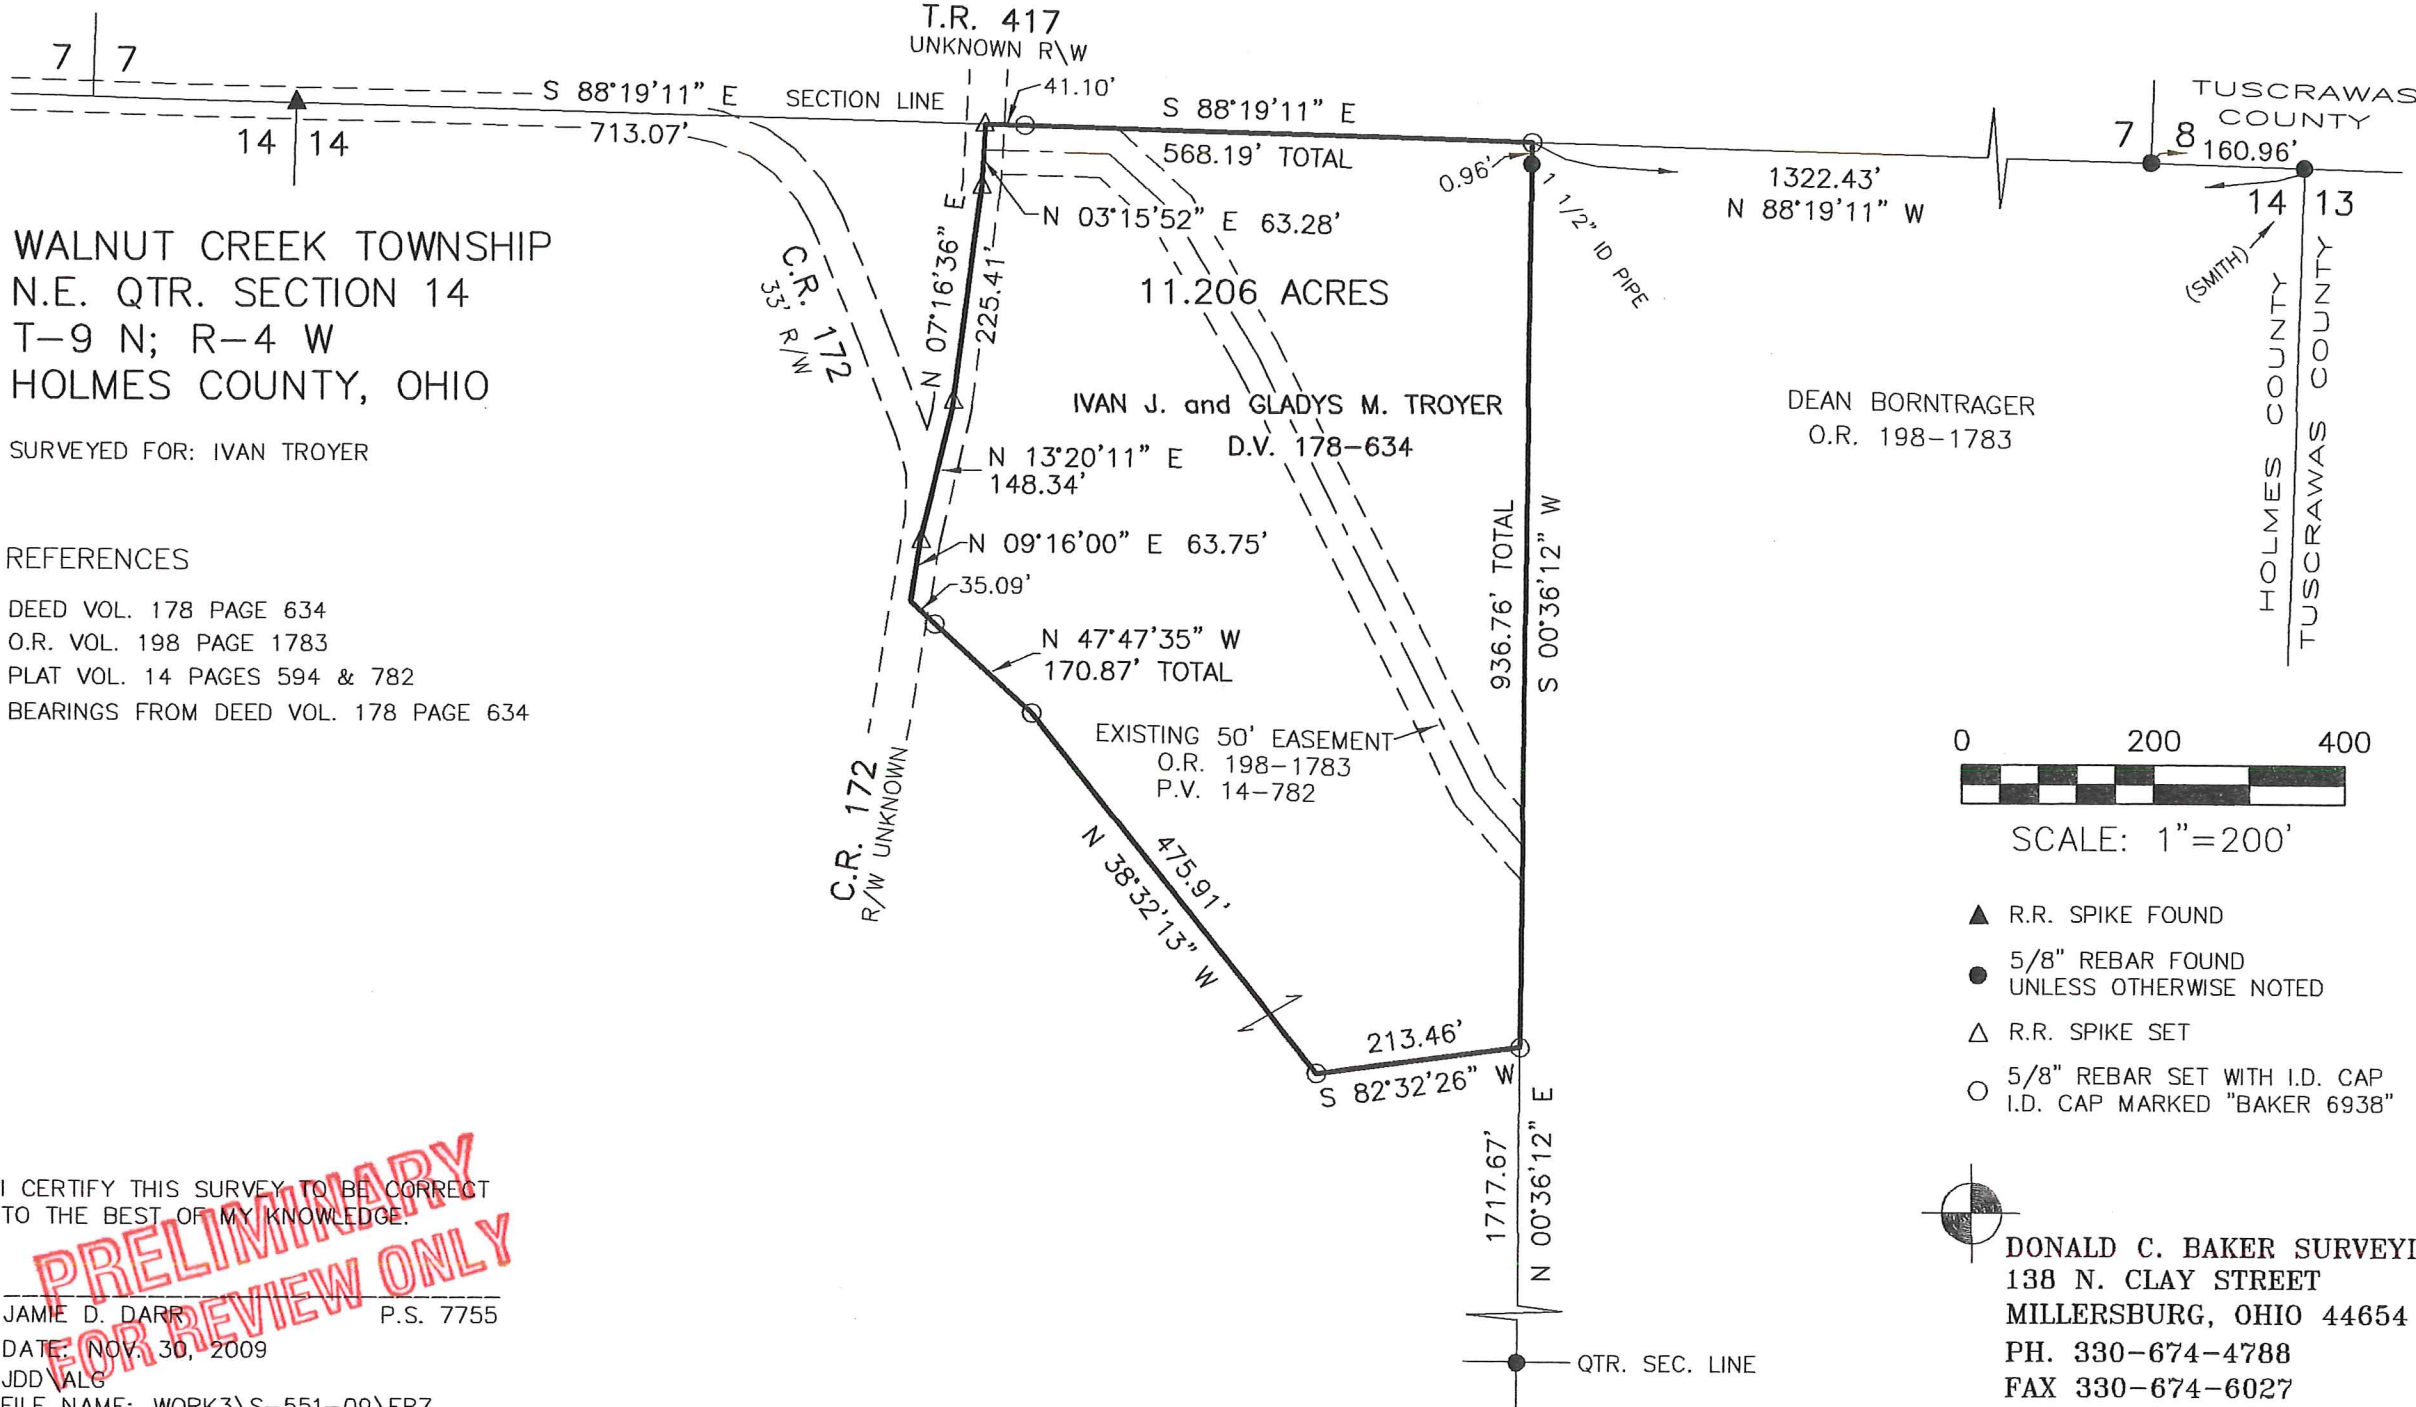 T.R. 417
UNKNOWN R\W
7 7
S 88°19'11" E
713.07'
SECTION LINE
41.10'
S 88°19'11" E
568.19' TOTAL
14 14
TUSCRAWAS
COUNTY
7 8
160.96'
14 13
(SMITH)
0.96'
1 1/2" ID PIPE
1322.43'
N 88°19'11" W
HOLMES COUNTY
TUSCRAWAS COUNTY
WALNUT CREEK TOWNSHIP
N.E. QTR. SECTION 14
T-9 N; R-4 W
HOLMES COUNTY, OHIO
SURVEYED FOR: IVAN TROYER
C.R. 172
33' R/W
N 03°15'52" E 63.28'
N 07°16'36" E
225.41'
11.206 ACRES
IVAN J. and GLADYS M. TROYER
D.V. 178-634
DEAN BORNTRAGER
O.R. 198-1783
N 13°20'11" E
148.34'
N 09°16'00" E 63.75'
35.09'
N 47°47'35" W
170.87' TOTAL
936.76' TOTAL
S 00°36'12" W
REFERENCES
DEED VOL. 178 PAGE 634
O.R. VOL. 198 PAGE 1783
PLAT VOL. 14 PAGES 594 & 782
BEARINGS FROM DEED VOL. 178 PAGE 634
EXISTING 50' EASEMENT
O.R. 198-1783
P.V. 14-782
C.R. 172
R/W UNKNOWN
475.91'
N 38°32'13" W
213.46'
S 82°32'26" W
1717.67'
N 00°36'12" E
QTR. SEC. LINE
0 200 400
SCALE: 1"=200'
R.R. SPIKE FOUND
5/8" REBAR FOUND
UNLESS OTHERWISE NOTED
R.R. SPIKE SET
5/8" REBAR SET WITH I.D. CAP
I.D. CAP MARKED "BAKER 6938"
I CERTIFY THIS SURVEY TO BE CORRECT
TO THE BEST OF MY KNOWLEDGE.
PRELIMINARY
FOR REVIEW ONLY
JAMIE D. DARR P.S. 7755
DATE: NOV. 30, 2009
JDD\ALG
FILE NAME: WORK3\S-551-09\FRZ
DONALD C. BAKER SURVEYI
138 N. CLAY STREET
MILLERSBURG, OHIO 44654
PH. 330-674-4788
FAX 330-674-6027